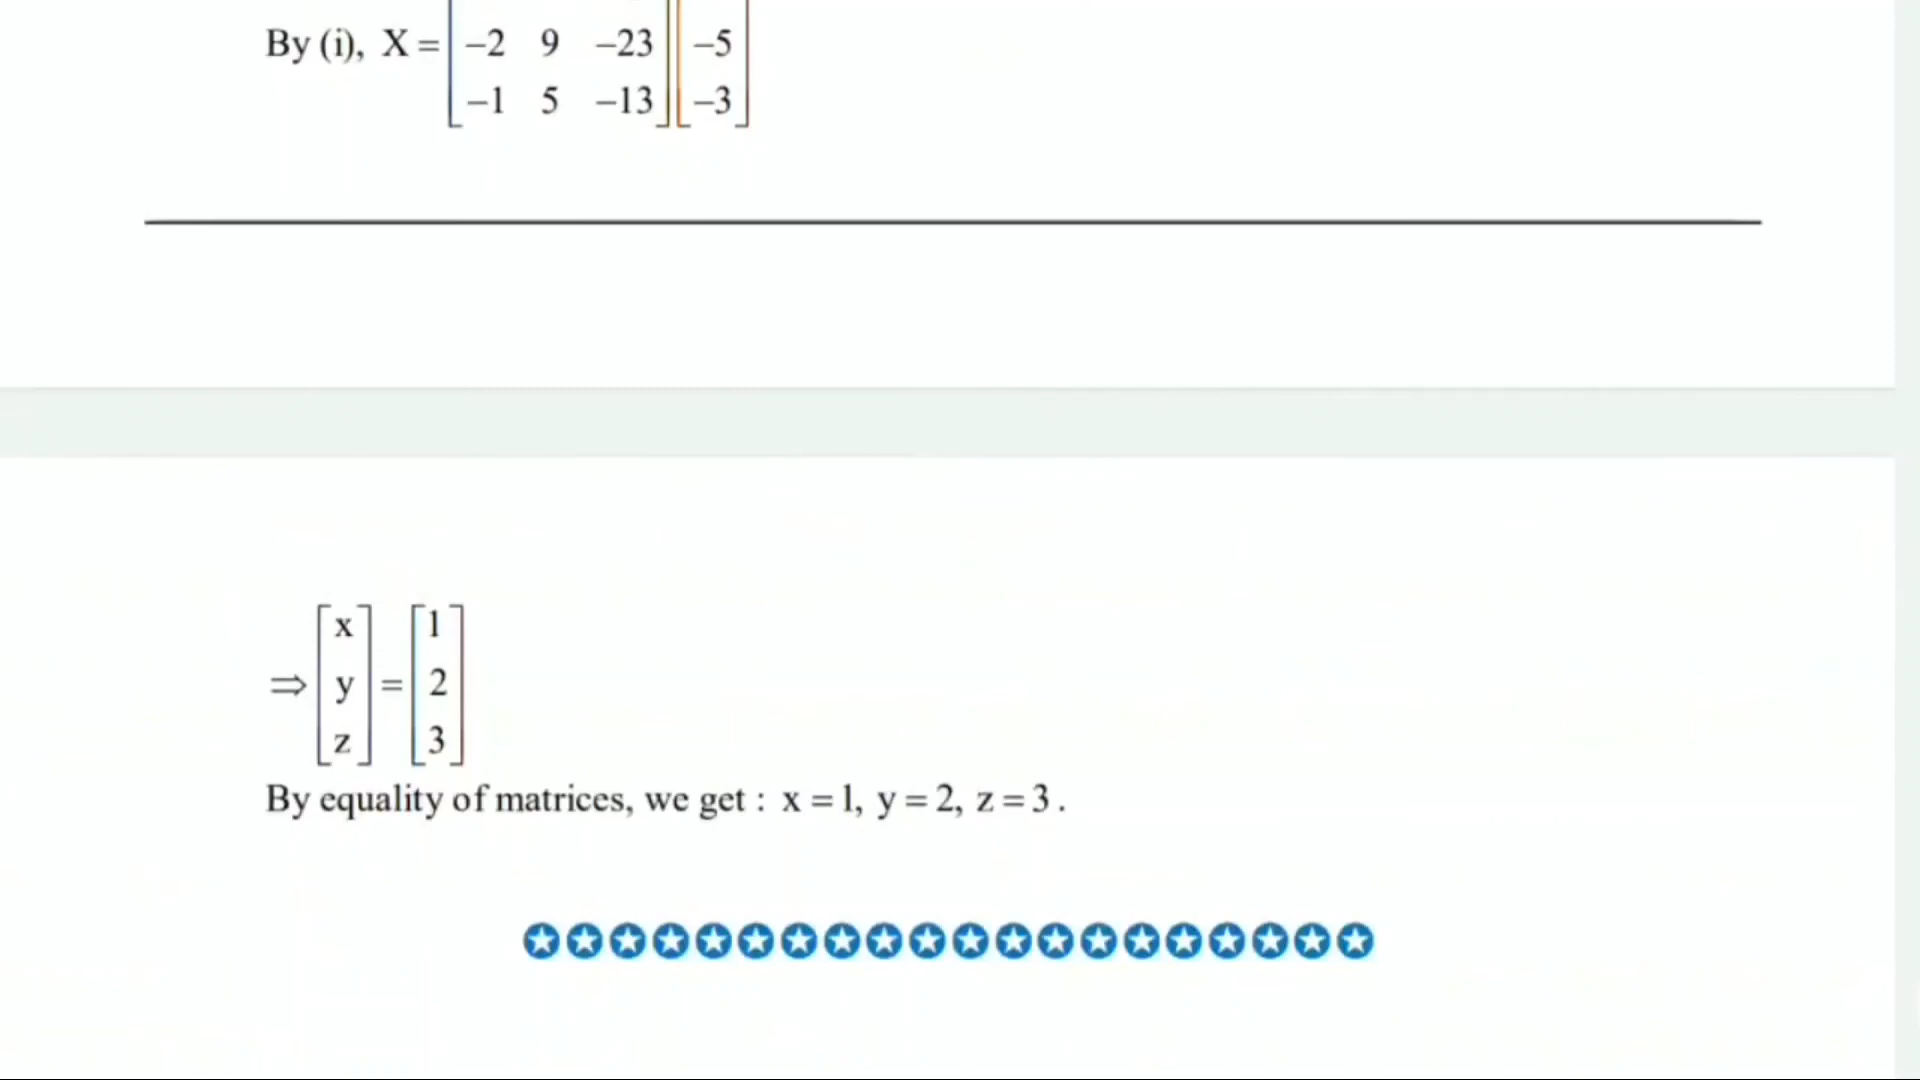 By (i), X = [-2 9 -23] [-5]
[-1 5 -13] [-3]
[x] [1]
⇒ [y] = [2]
[z] [3]
By equality of matrices, we get : x = 1, y = 2, z = 3 .